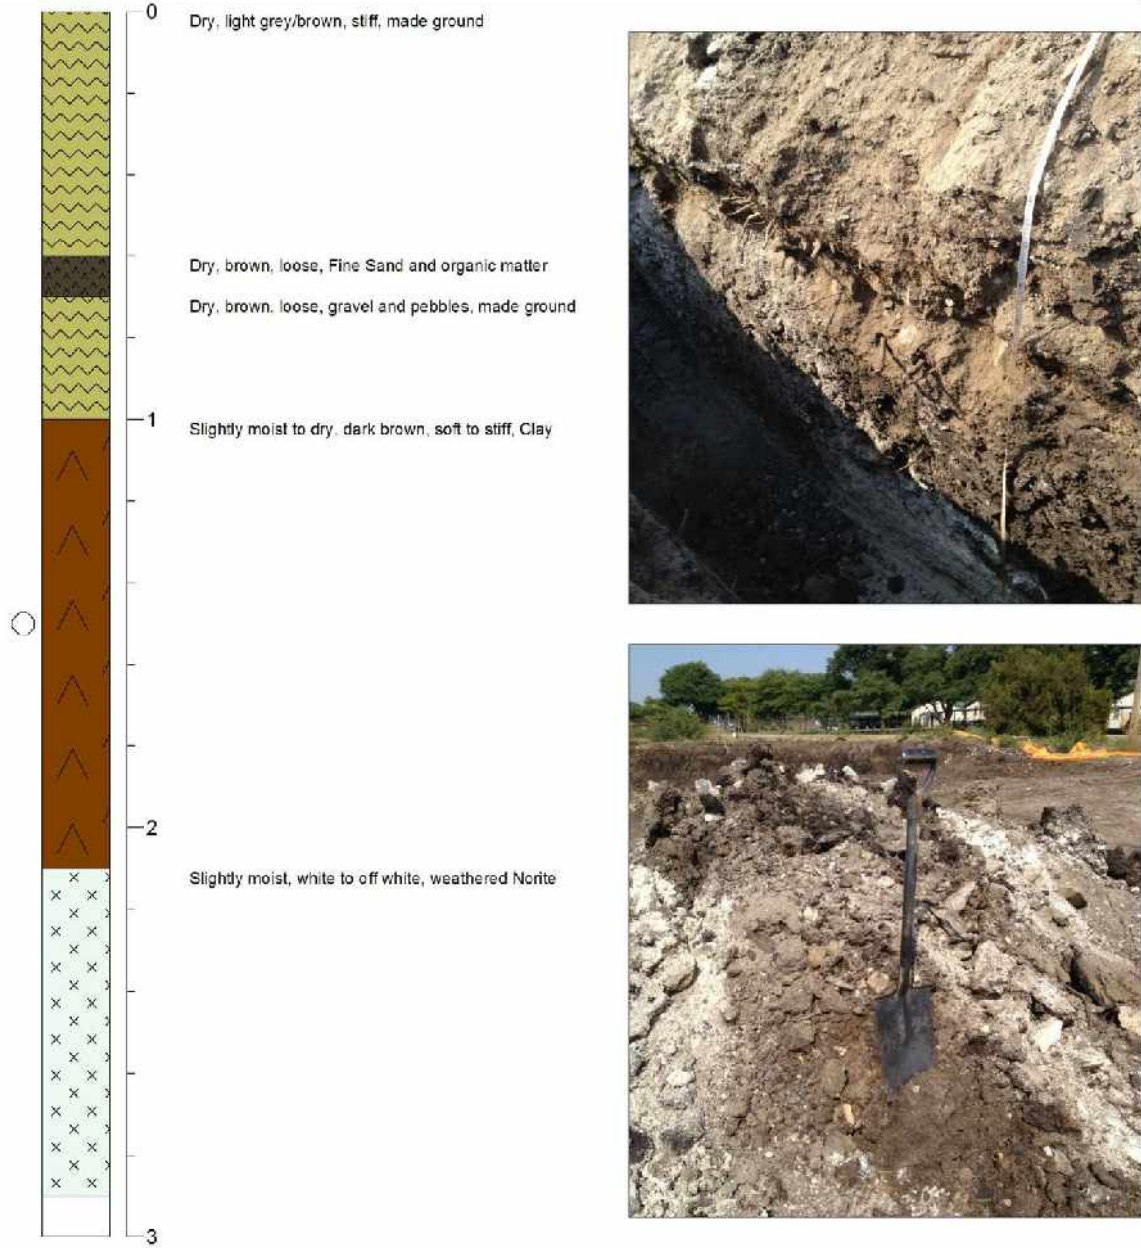 0
Dry, light grey/brown, stiff, made ground
Dry, brown, loose, Fine Sand and organic matter
Dry, brown, loose, gravel and pebbles, made ground
1
Slightly moist to dry, dark brown, soft to stiff, Clay
2
Slightly moist, white to off white, weathered Norite
3